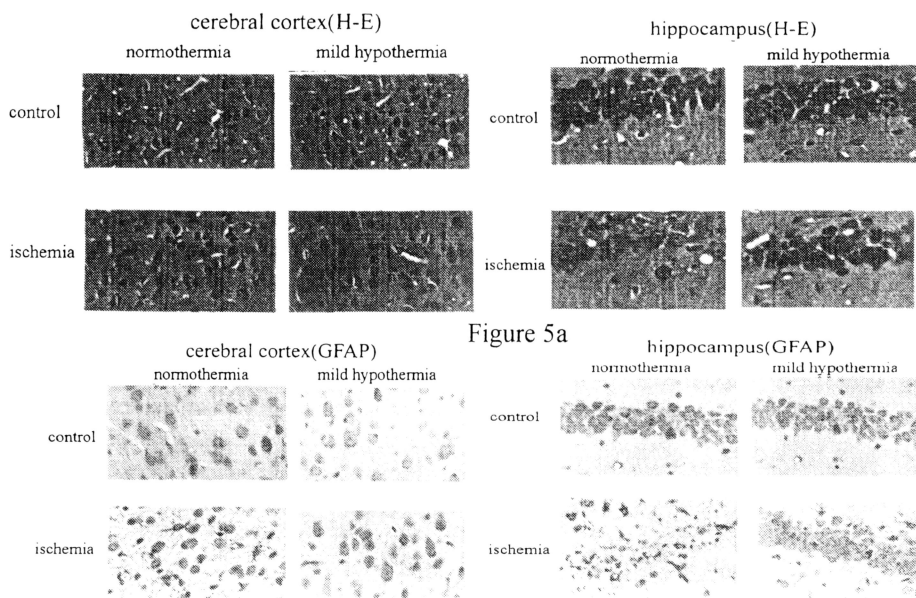 cerebral cortex(H-E)
normothermia mild hypothermia
control
ischemia
hippocampus(H-E)
normothermia mild hypothermia
control
ischemia
Figure 5a
cerebral cortex(GFAP)
normothermia mild hypothermia
control
ischemia
hippocampus(GFAP)
normothermia mild hypothermia
control
ischemia